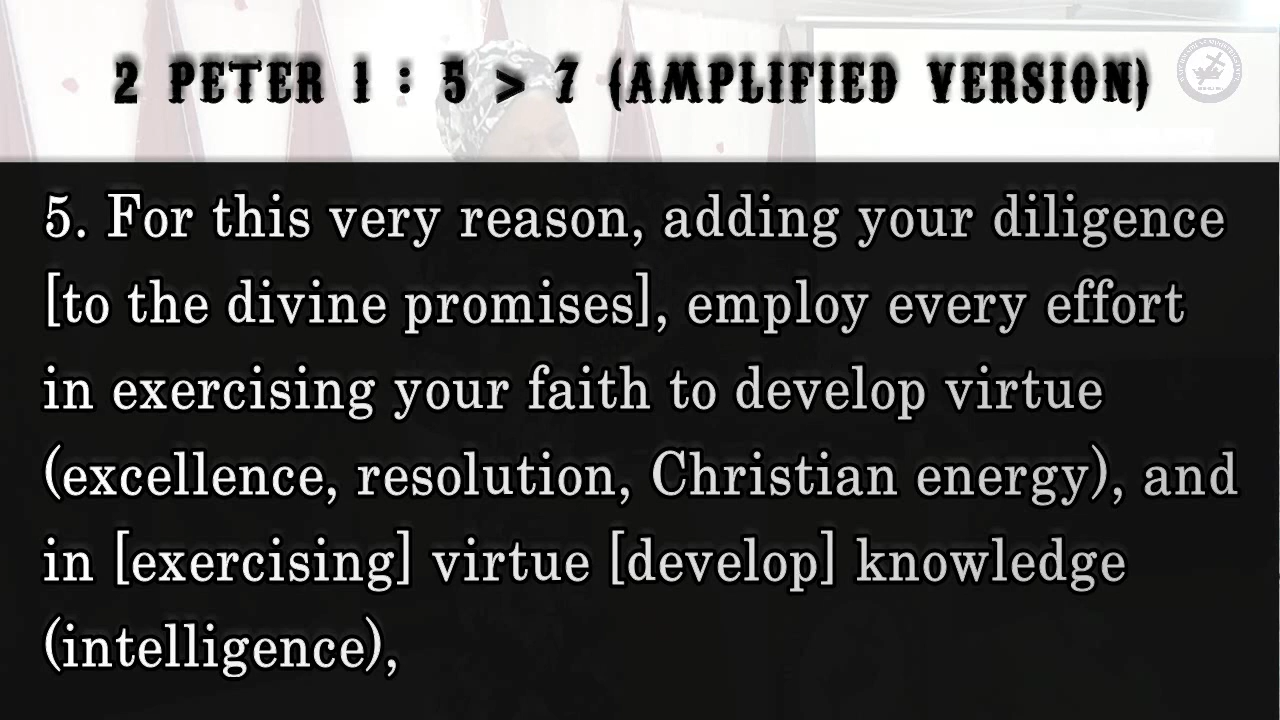 2 PETER 1 : 5 > 7 (AMPLIFIED VERSION)
5. For this very reason, adding your diligence
[to the divine promises], employ every effort
in exercising your faith to develop virtue
(excellence, resolution, Christian energy), and
in [exercising] virtue [develop] knowledge
(intelligence),